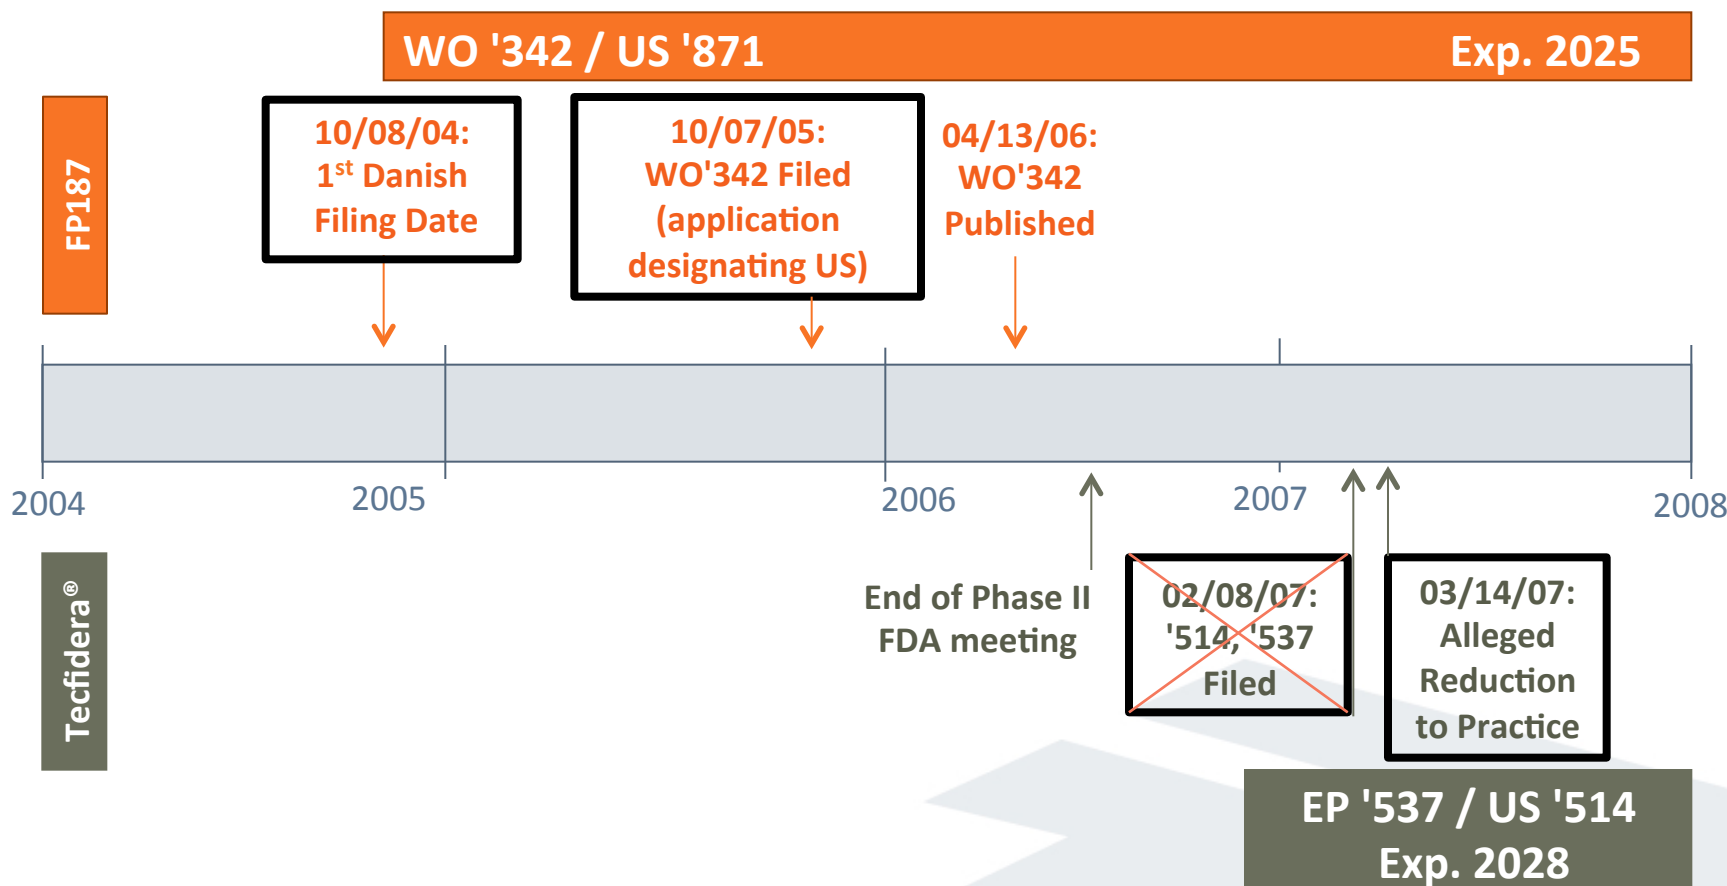 WO '342 / US '871 Exp. 2025
FP187
10/08/04:
1st Danish
Filing Date
10/07/05:
WO'342 Filed
(application
designating US)
04/13/06:
WO'342
Published
2004
2005
2006
2007
2008
Tecfidera®
End of Phase II
FDA meeting
02/08/07:
'514, '537
Filed
03/14/07:
Alleged
Reduction
to Practice
EP '537 / US '514
Exp. 2028